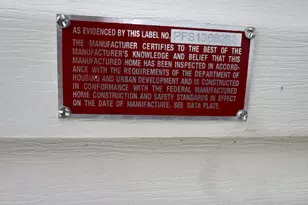 AS EVIDENCED BY THIS LABEL NO.
THE MANUFACTURER CERTIFIES TO THE BEST OF THE
MANUFACTURER'S KNOWLEDGE AND BELIEF THAT THIS
MANUFACTURED HOME HAS BEEN INSPECTED IN ACCORD-
ANCE WITH THE REQUIREMENTS OF THE DEPARTMENT OF
HOUSING AND URBAN DEVELOPMENT AND IS CONSTRUCTED
IN CONFORMANCE WITH THE FEDERAL MANUFACTURED
HOME CONSTRUCTION AND SAFETY STANDARDS IN EFFECT
ON THE DATE OF MANUFACTURE. SEE DATA PLATE.